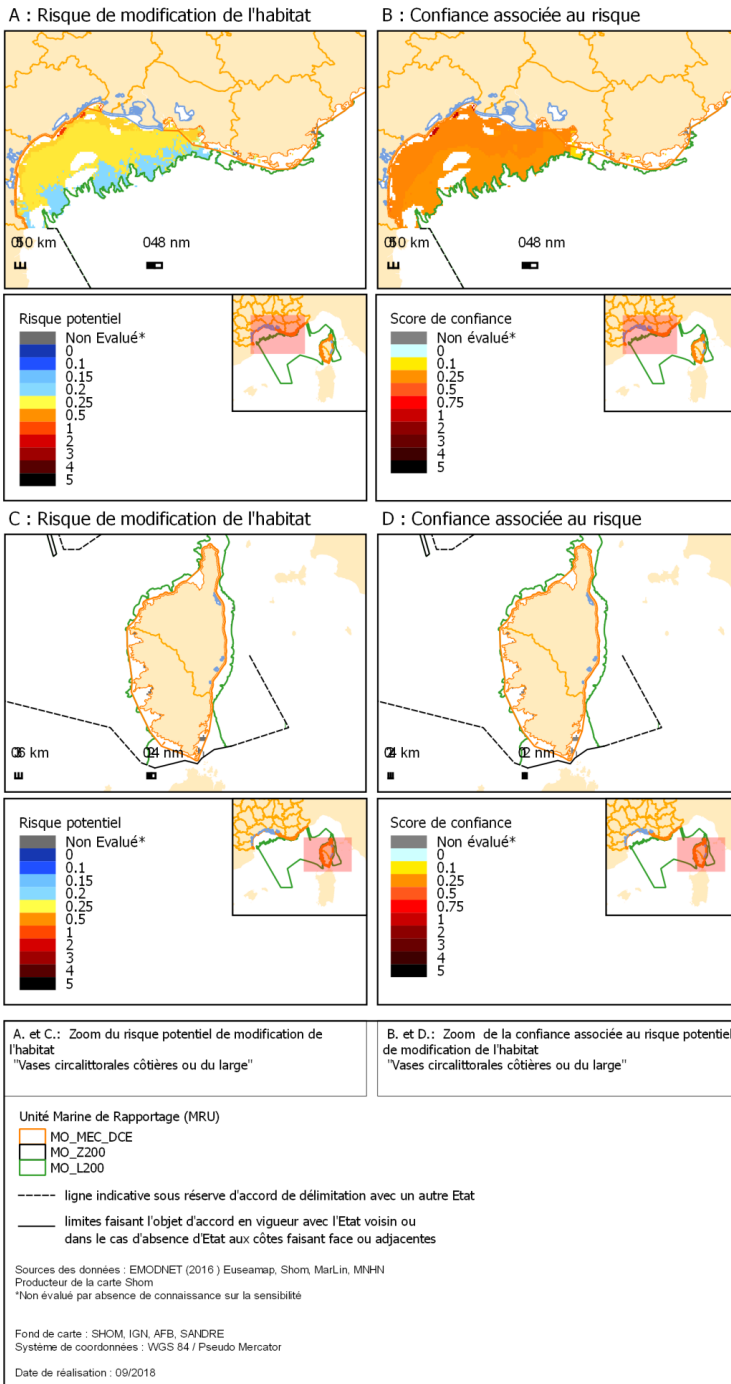 A : Risque de modification de l'habitat
B : Confiance associée au risque
048 nm
048 nm
Risque potentiel
Non Evalué*
0
0.1
0.15
0.2
0.25
0.5
1
2
3
4
5
Score de confiance
Non évalué*
0
0.1
0.25
0.5
0.75
1
2
3
4
5
C : Risque de modification de l'habitat
D : Confiance associée au risque
Risque potentiel
Non Evalué*
0
0.1
0.15
0.2
0.25
0.5
1
2
3
4
5
Score de confiance
Non évalué*
0
0.1
0.25
0.5
0.75
1
2
3
4
5
A. et C.: Zoom du risque potentiel de modification de
l'habitat
"Vases circalittorales côtières ou du large"
B. et D.: Zoom de la confiance associée au risque potentiel
de modification de l'habitat
"Vases circalittorales côtières ou du large"
Unité Marine de Rapportage (MRU)
MO_MEC_DCE
MO_Z200
MO_L200
ligne indicative sous réserve d'accord de délimitation avec un autre Etat
limites faisant l'objet d'accord en vigueur avec l'Etat voisin ou
dans le cas d'absence d'Etat aux côtes faisant face ou adjacentes
Sources des données : EMODNET (2016 ) Euseamap, Shom, MarLin, MNHN
Producteur de la carte Shom
*Non évalué par absence de connaissance sur la sensibilité
Fond de carte : SHOM, IGN, AFB, SANDRE
Système de coordonnées : WGS 84 / Pseudo Mercator
Date de réalisation : 09/2018